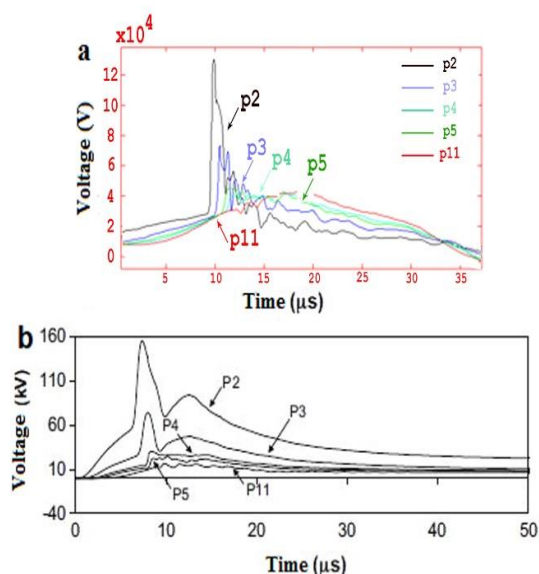 a
x10⁴
Voltage (V)
12
10
8
6
4
2
0
p2
p3
p4
p5
p11
p2
p3
p4
p5
p11
5
10
15
20
25
30
35
Time (µs)
b
Voltage (kV)
160
110
60
10
-40
P2
P3
P4
P5
P11
0
10
20
30
40
50
Time (µs)